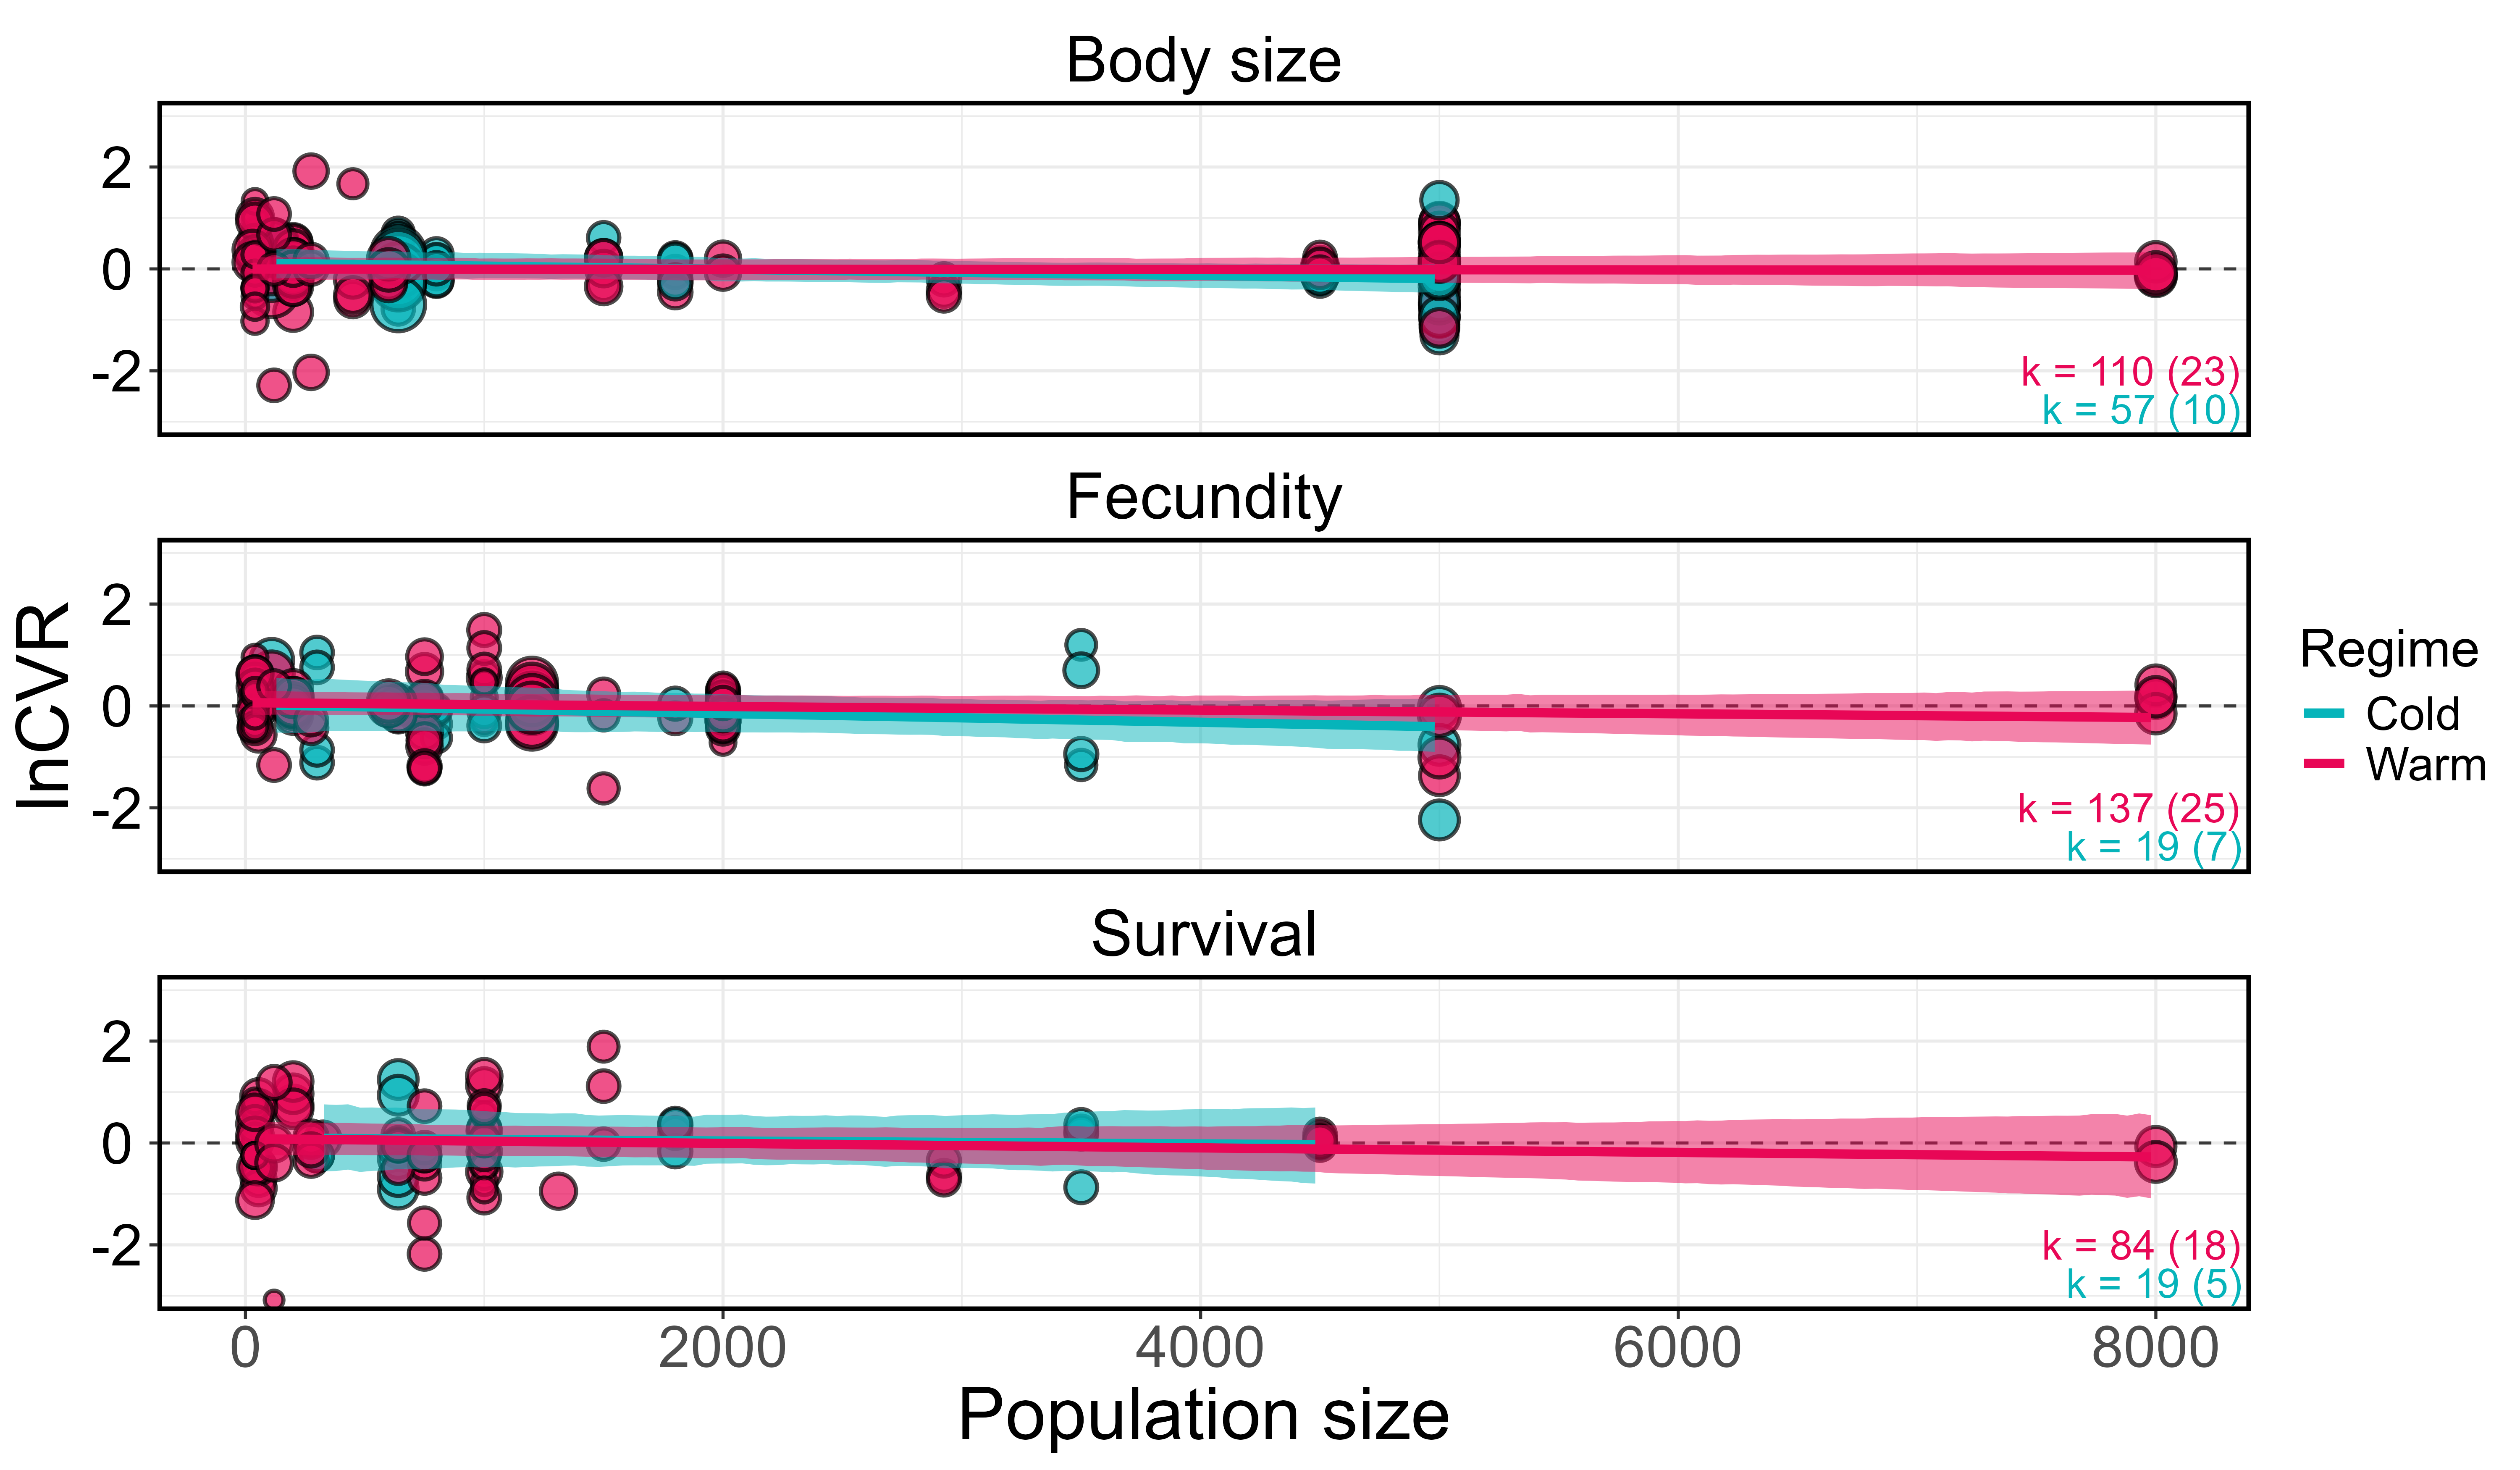 Body size
2
0
-2
k = 110 (23)
k = 57 (10)
Fecundity
lnCVR
2
0
-2
k = 137 (25)
k = 19 (7)
Regime
Cold
Warm
Survival
2
0
-2
k = 84 (18)
k = 19 (5)
0 2000 4000 6000 8000
Population size